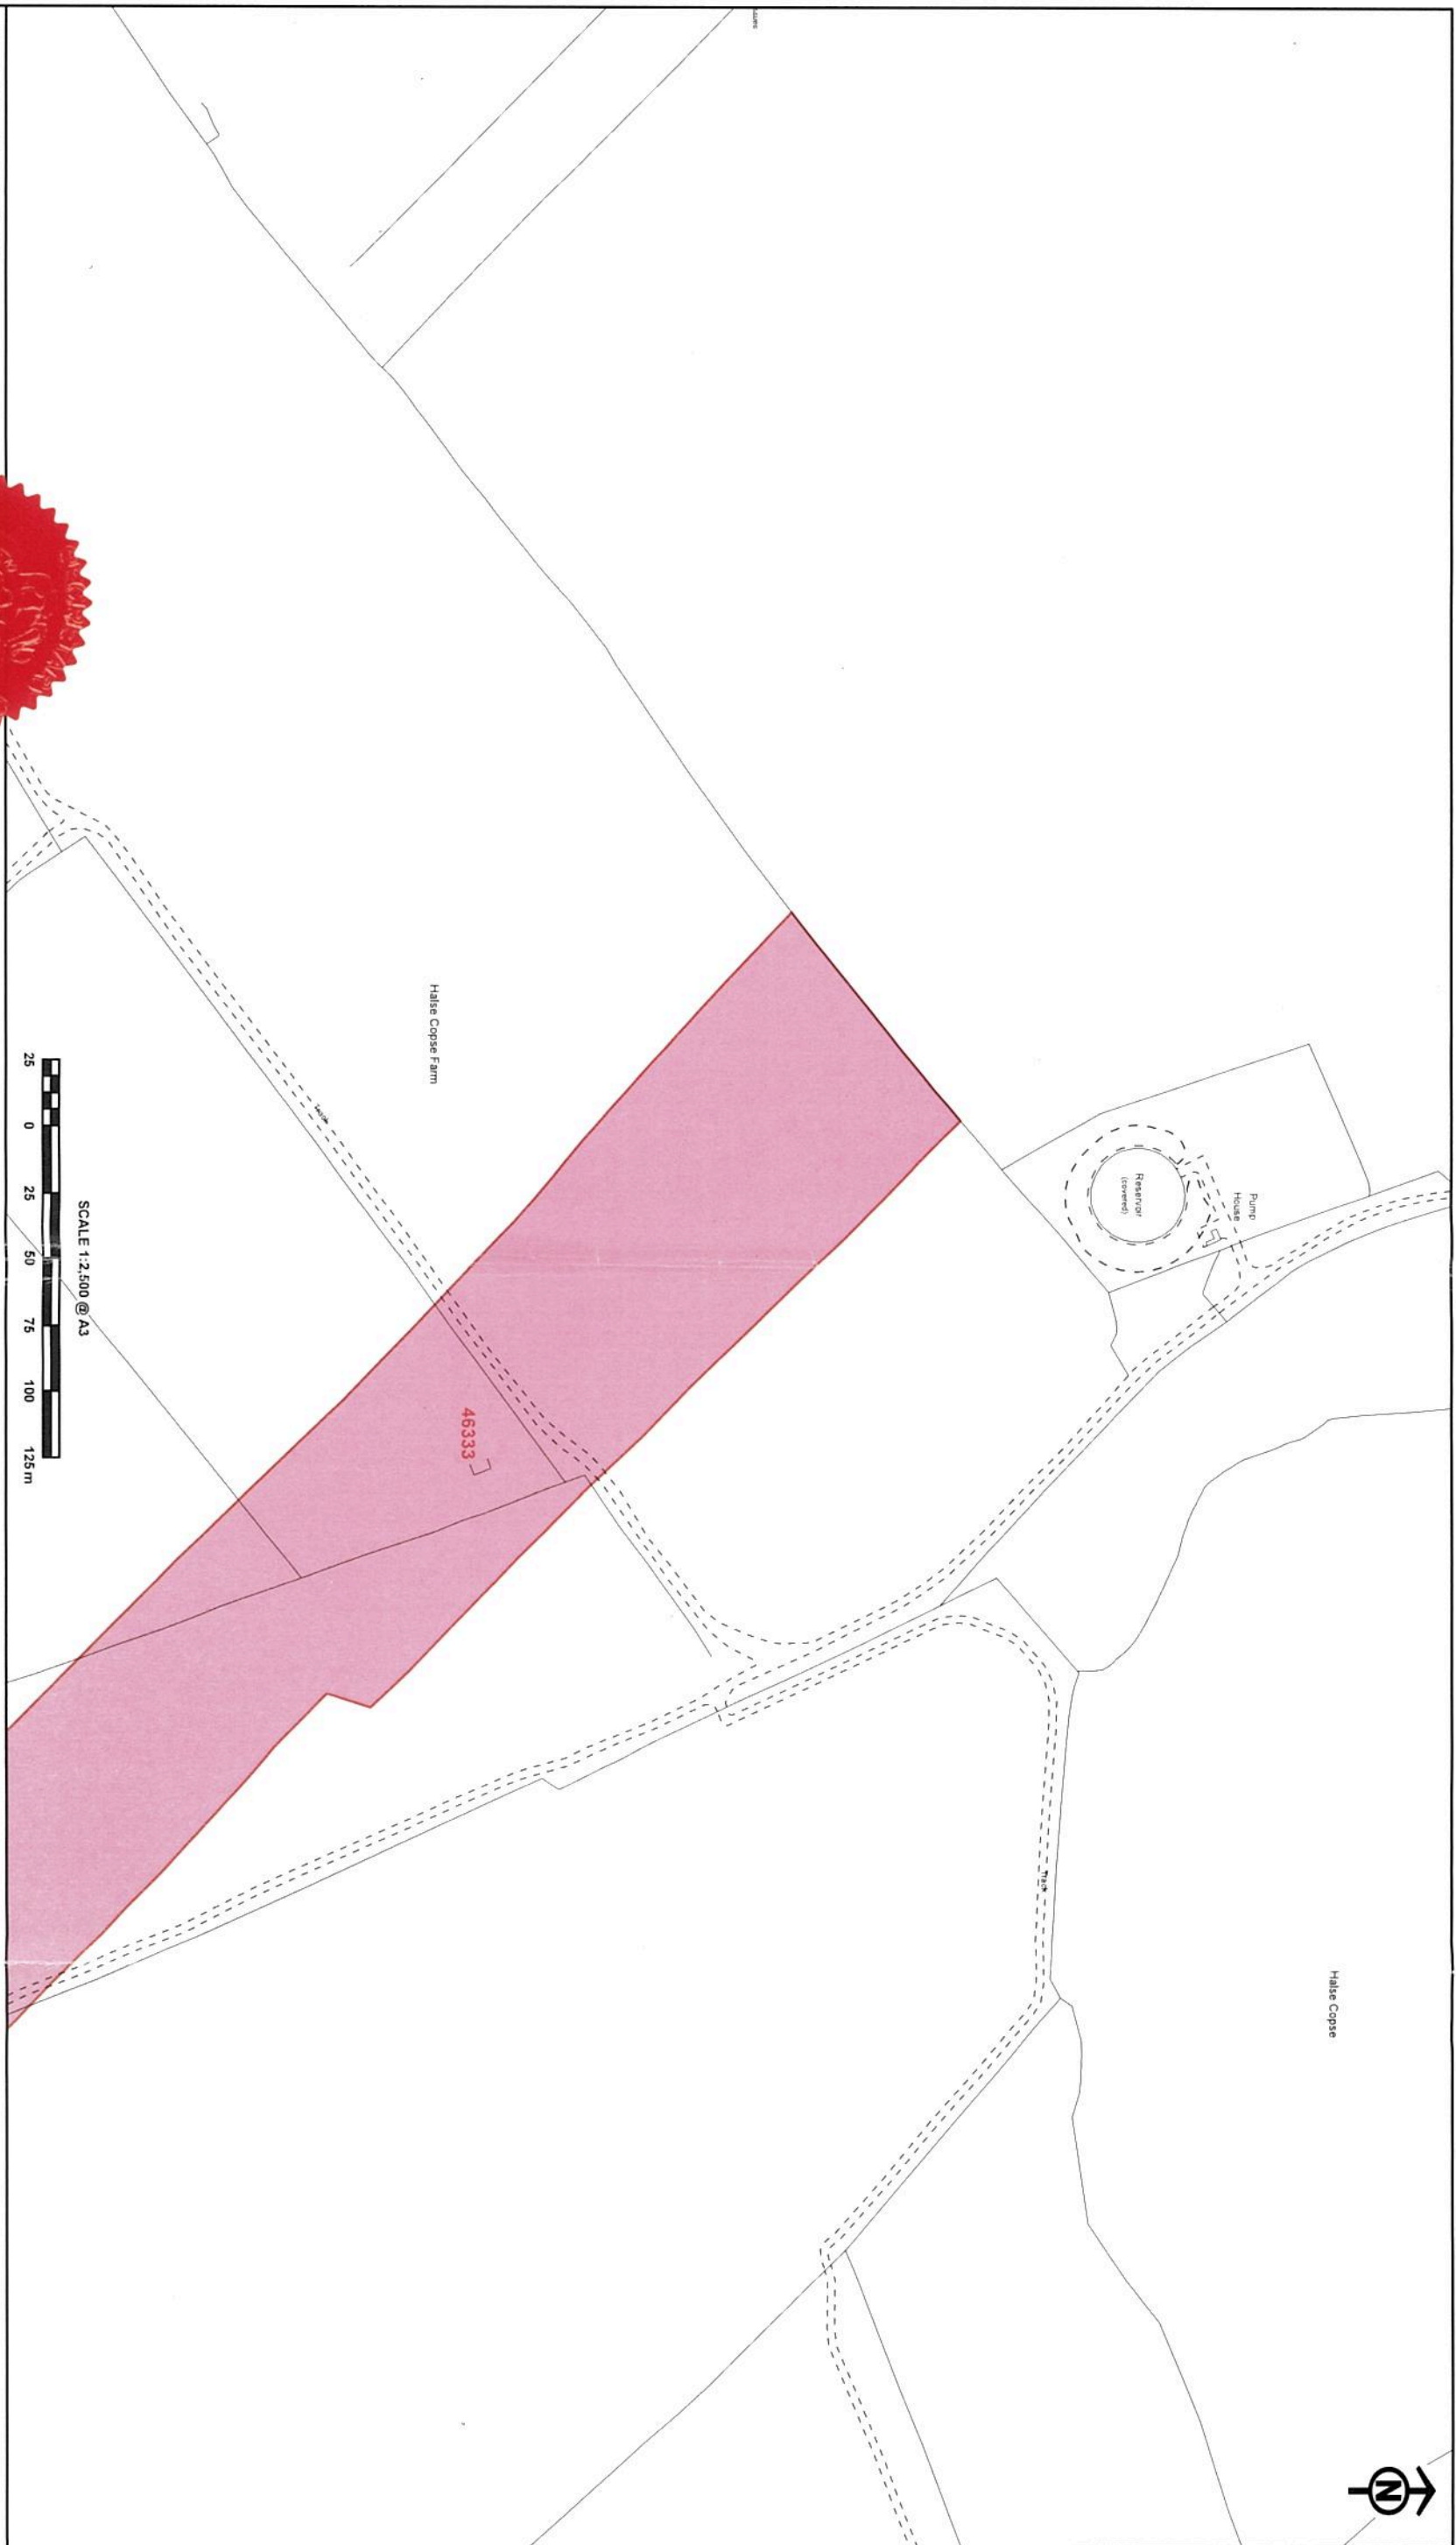 Pump
House
Reservoir
(covered)
Halse Copse
Track
Halse Copse Farm
Track
46333
SCALE 1:2,500 @ A3
25 0 25 50 75 100 125 m
N